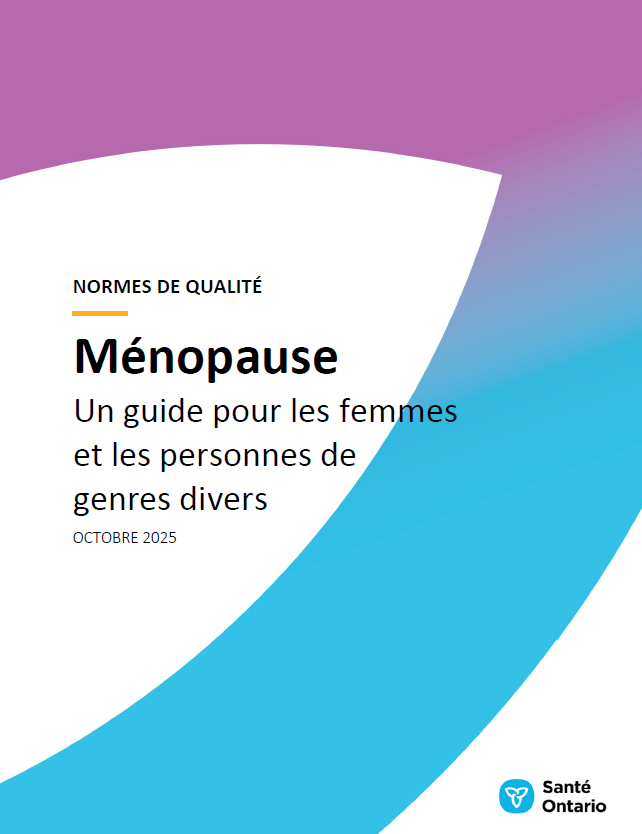 NORMES DE QUALITÉ
Ménopause
Un guide pour les femmes
et les personnes de
genres divers
OCTOBRE 2025
Santé
Ontario